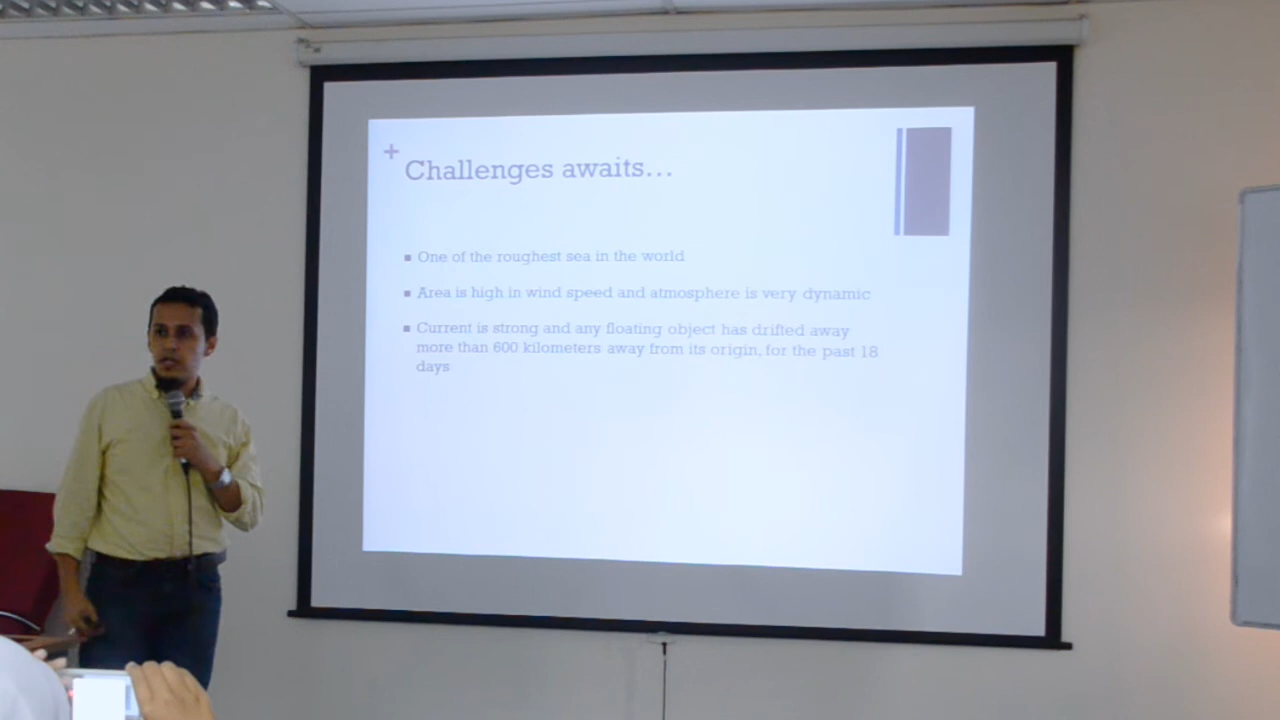 +
Challenges awaits...
One of the roughest sea in the world
Area is high in wind speed and atmosphere is very dynamic
Current is strong and any floating object has drifted away
more than 600 kilometers away from its origin, for the past 18
days